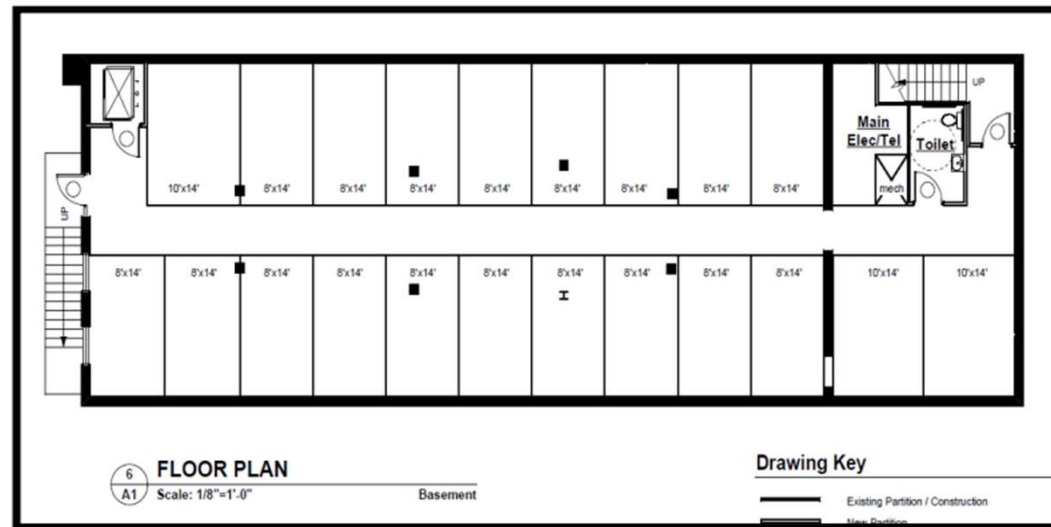 UP
Main
Elec/Tel
Toilet
mech
10'x14' 8'x14' 8'x14' 8'x14' 8'x14' 8'x14' 8'x14' 8'x14' 8'x14'
UP
8'x14' 8'x14' 8'x14' 8'x14' 8'x14' 8'x14' 8'x14' 8'x14' 8'x14' 8'x14' 10'x14' 10'x14'
6
A1
FLOOR PLAN
Scale: 1/8"=1'-0" Basement
Drawing Key
Existing Partition / Construction
New Partition